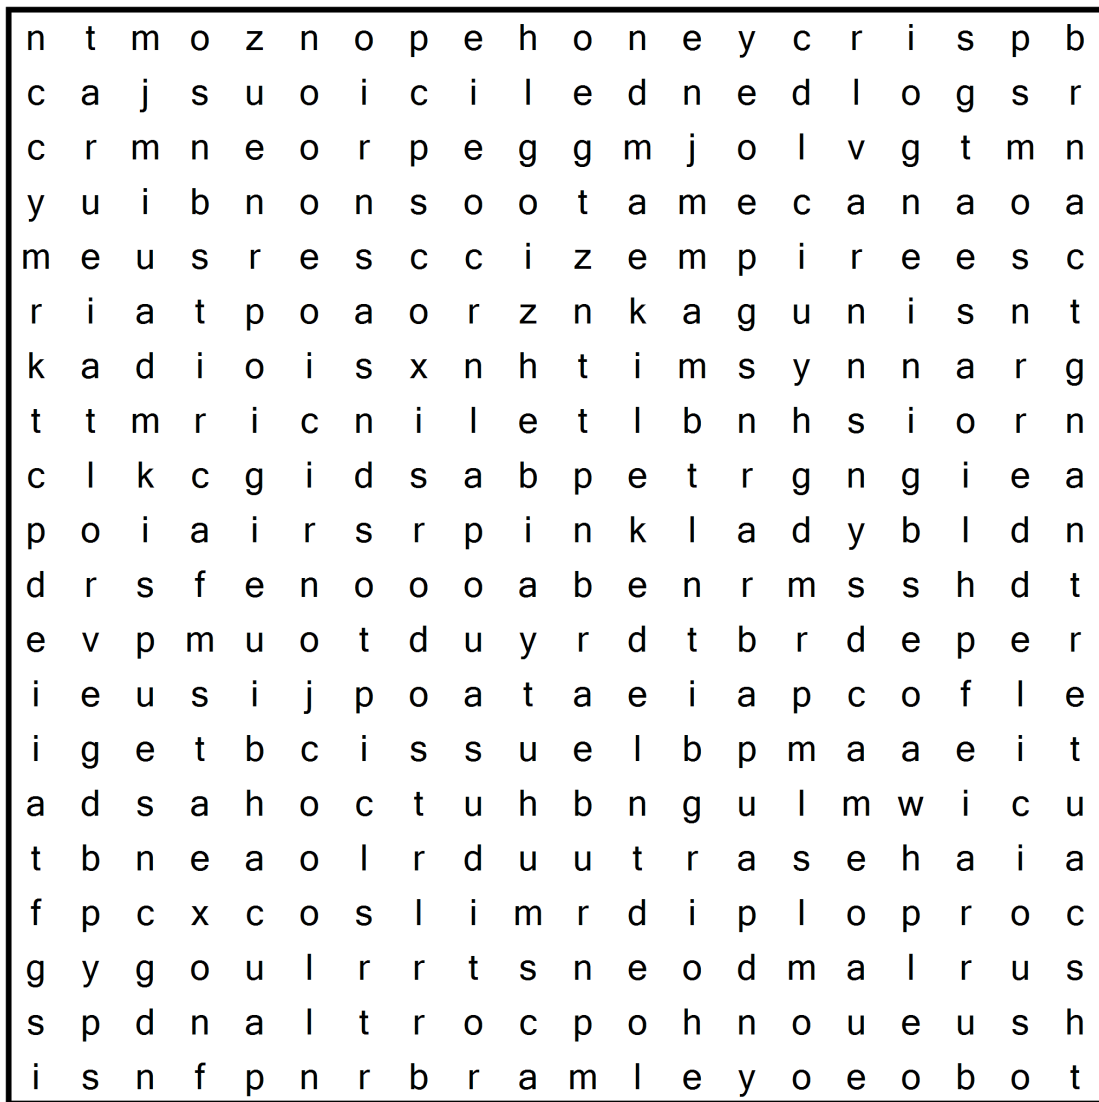 n t m o z n o p e h o n e y c r i s p b
c a j s u o i c i l e d n e d l o g s r
c r m n e o r p e g g m j o l v g t m n
y u i b n o n s o o t a m e c a n a o a
m e u s r e s c c i z e m p i r e e s c
r i a t p o a o r z n k a g u n i s n t
k a d i o i s x n h t i m s y n n a r g
t t m r i c n i l e t l b n h s i o r n
c l k c g i d s a b p e t r g n g i e a
p o i a i r s r p i n k l a d y b l d n
d r s f e n o o o a b e n r m s s h d t
e v p m u o t d u y r d t b r d e p e r
i e u s i j p o a t a e i a p c o f l e
i g e t b c i s s u e l b p m a a e i t
a d s a h o c t u h b n g u l m w i c u
t b n e a o l r d u u t r a s e h a i a
f p c x c o s l i m r d i p l o p r o c
g y g o u l r r t s n e o d m a l r u s
s p d n a l t r o c p o h n o u e u s h
i s n f p n r b r a m l e y o e o b o t